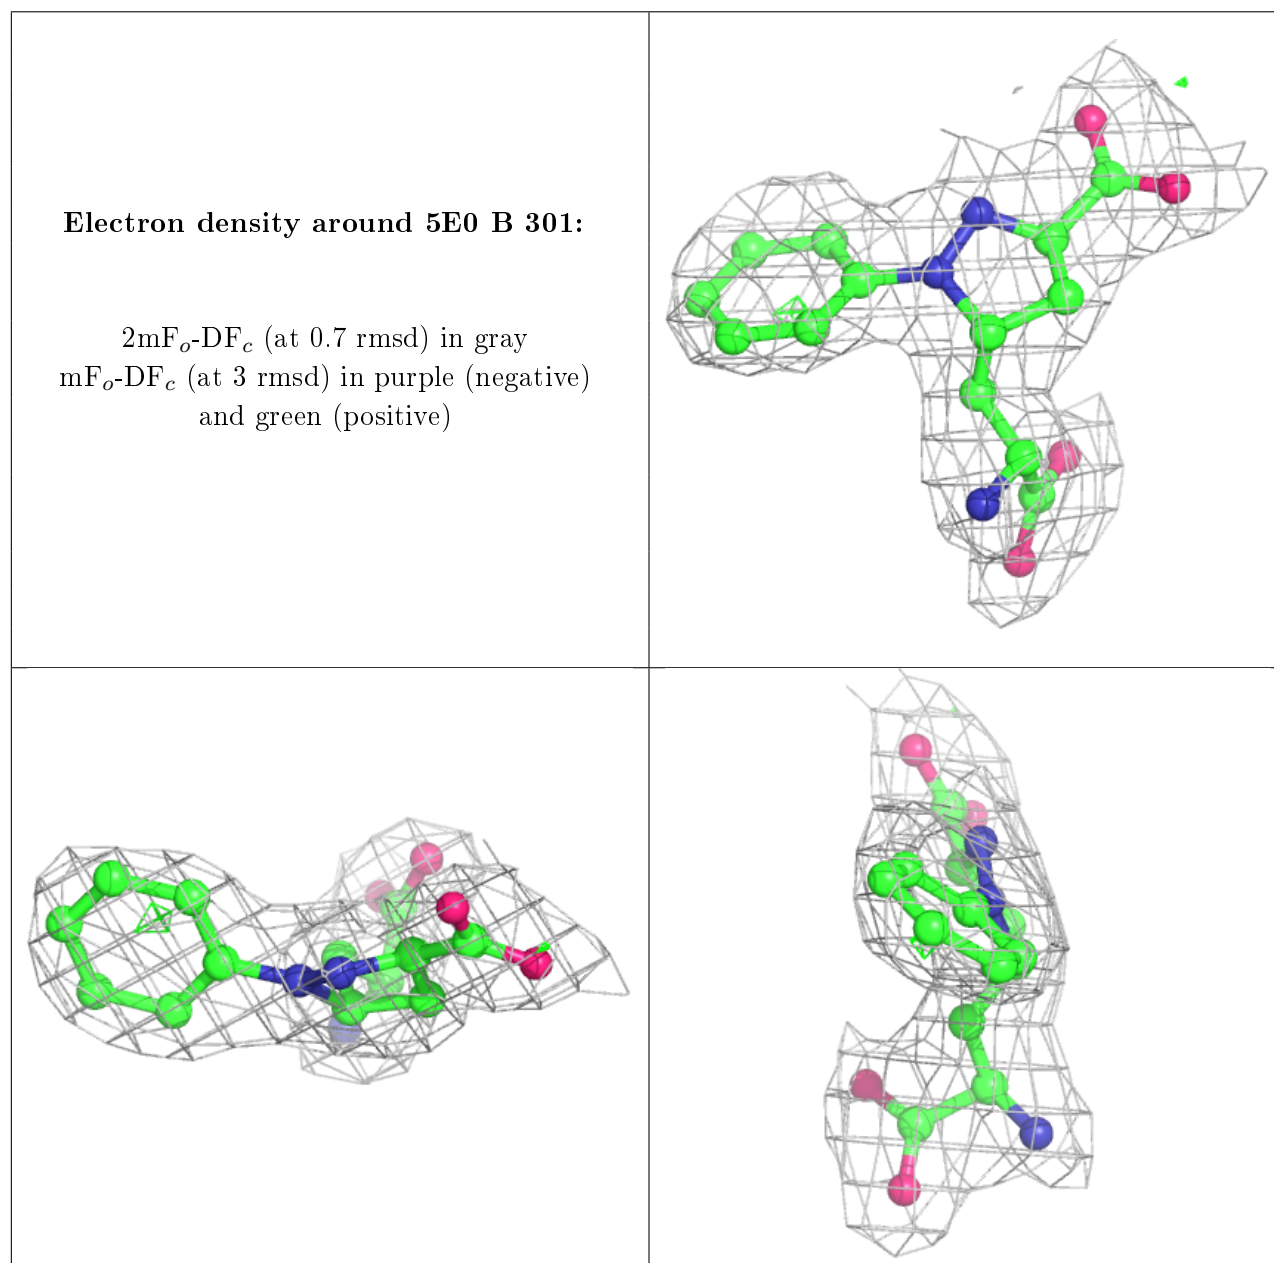 Electron density around 5E0 B 301:
2mFo-DFc (at 0.7 rmsd) in gray
mFo-DFc (at 3 rmsd) in purple (negative)
and green (positive)